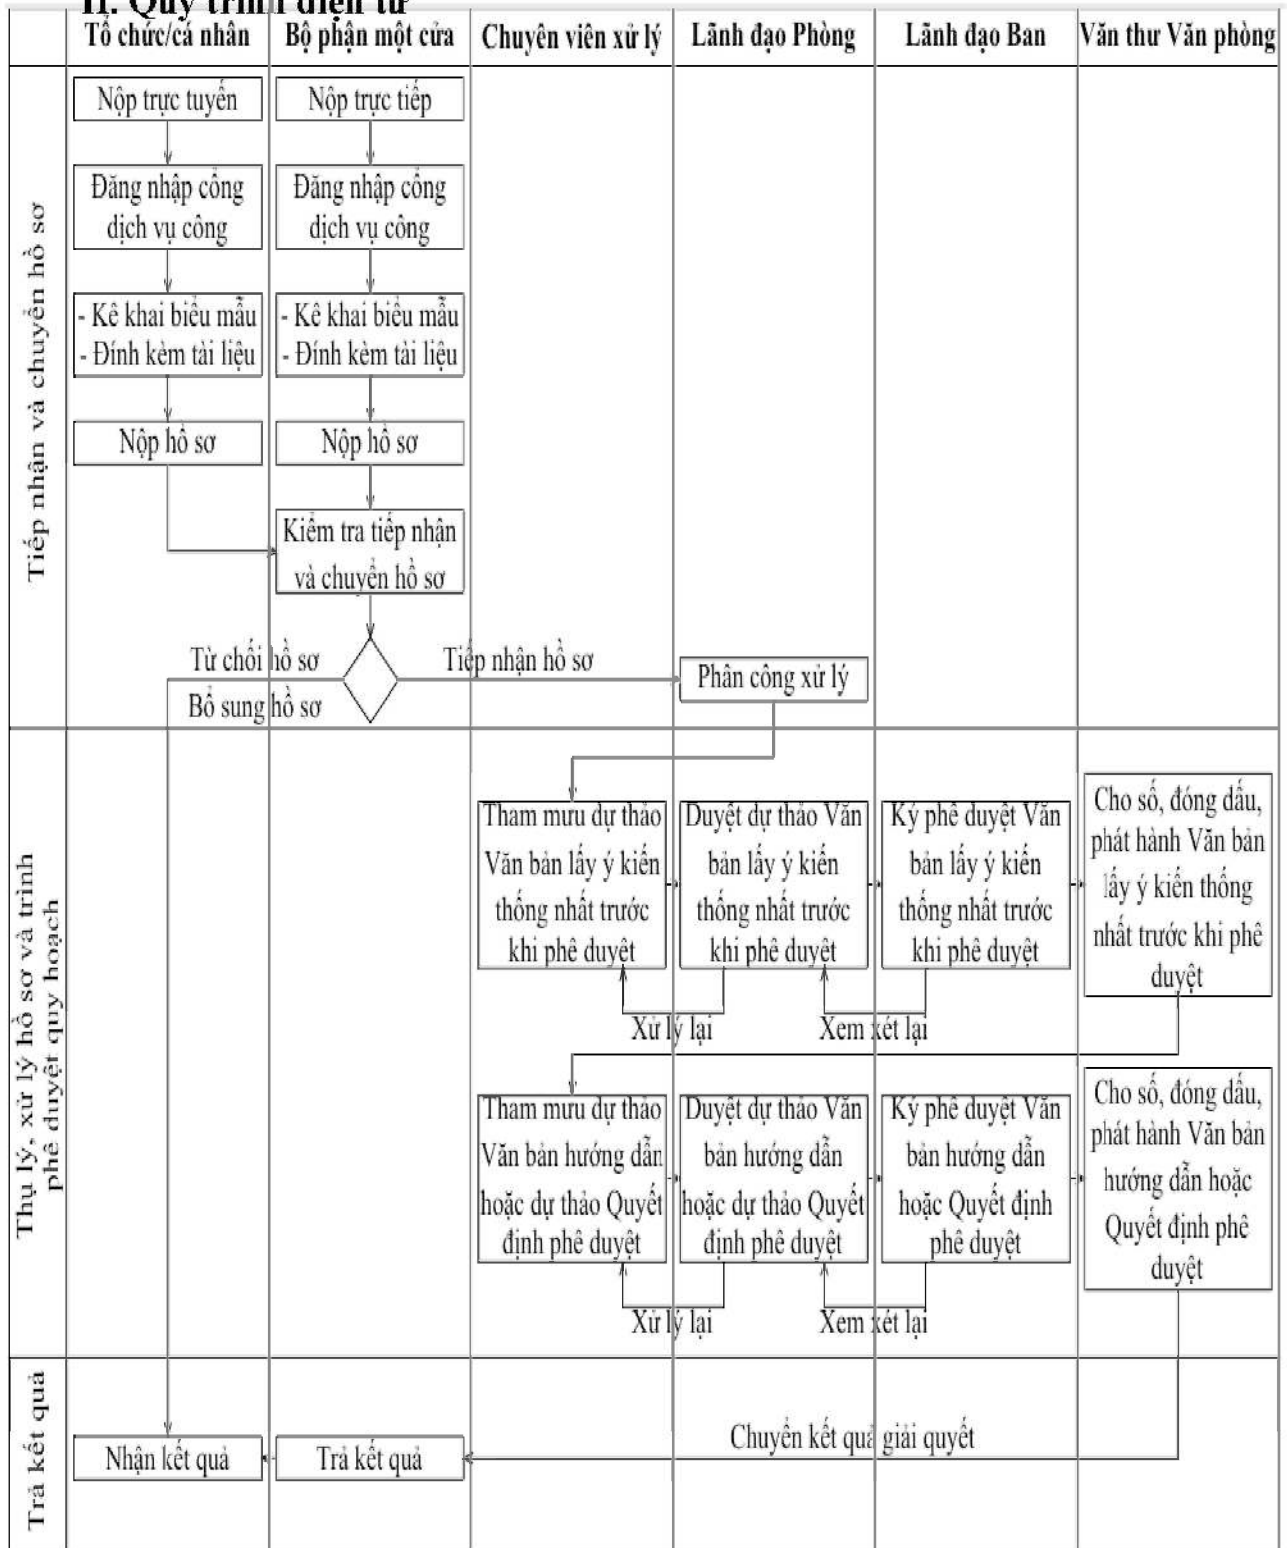 II. Quy trình điện tử
Tổ chức/cá nhân
Bộ phận một cửa
Chuyên viên xử lý
Lãnh đạo Phòng
Lãnh đạo Ban
Văn thư Văn phòng
Tiếp nhận và chuyển hồ sơ
Nộp trực tuyến
Nộp trực tiếp
Đăng nhập cổng
dịch vụ công
Đăng nhập cổng
dịch vụ công
- Kê khai biểu mẫu
- Đính kèm tài liệu
- Kê khai biểu mẫu
- Đính kèm tài liệu
Nộp hồ sơ
Nộp hồ sơ
Kiểm tra tiếp nhận
và chuyển hồ sơ
Từ chối hồ sơ
Bổ sung hồ sơ
Tiếp nhận hồ sơ
Phân công xử lý
Thụ lý, xử lý hồ sơ và trình
phê duyệt quy hoạch
Tham mưu dự thảo
Văn bản lấy ý kiến
thống nhất trước
khi phê duyệt
Duyệt dự thảo Văn
bản lấy ý kiến
thống nhất trước
khi phê duyệt
Ký phê duyệt Văn
bản lấy ý kiến
thống nhất trước
khi phê duyệt
Cho số, đóng dấu,
phát hành Văn bản
lấy ý kiến thống
nhất trước khi phê
duyệt
Xử lý lại
Xem xét lại
Tham mưu dự thảo
Văn bản hướng dẫn
hoặc dự thảo Quyết
định phê duyệt
Duyệt dự thảo Văn
bản hướng dẫn
hoặc dự thảo Quyết
định phê duyệt
Ký phê duyệt Văn
bản hướng dẫn
hoặc Quyết định
phê duyệt
Cho số, đóng dấu,
phát hành Văn bản
hướng dẫn hoặc
Quyết định phê
duyệt
Xử lý lại
Xem xét lại
Trả kết quả
Nhận kết quả
Trả kết quả
Chuyển kết quả giải quyết